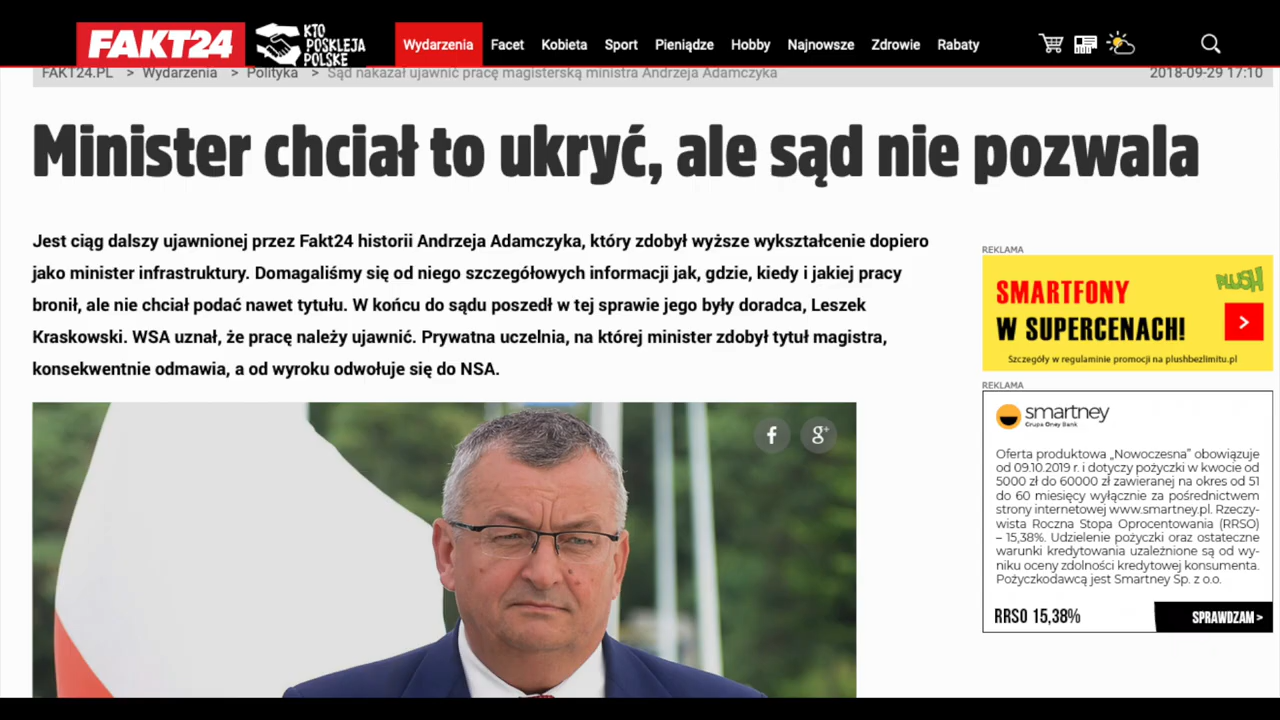 FAKT24
KTO
POSKLEJA
POLSKĘ
Wydarzenia Facet Kobieta Sport Pieniądze Hobby Najnowsze Zdrowie Rabaty
FAKT24.PL > Wydarzenia > Polityka > Sąd nakazał ujawnić pracę magisterską ministra Andrzeja Adamczyka 2018-09-29 17:10
Minister chciał to ukryć, ale sąd nie pozwala
Jest ciąg dalszy ujawnionej przez Fakt24 historii Andrzeja Adamczyka, który zdobył wyższe wykształcenie dopiero
jako minister infrastruktury. Domagaliśmy się od niego szczegółowych informacji jak, gdzie, kiedy i jakiej pracy
bronił, ale nie chciał podać nawet tytułu. W końcu do sądu poszedł w tej sprawie jego były doradca, Leszek
Kraskowski. WSA uznał, że pracę należy ujawnić. Prywatna uczelnia, na której minister zdobył tytuł magistra,
konsekwentnie odmawia, a od wyroku odwołuje się do NSA.
f g+
REKLAMA
PLUSH
SMARTFONY
W SUPERCENACH!
>
Szczegóły w regulaminie promocji na plushbezlimitu.pl
REKLAMA
smartney
Grupa Oney Bank
Oferta produktowa „Nowoczesna” obowiązuje
od 09.10.2019 r. i dotyczy pożyczki w kwocie od
5000 zł do 60000 zł zawieranej na okres od 51
do 60 miesięcy wyłącznie za pośrednictwem
strony internetowej www.smartney.pl. Rzeczy-
wista Roczna Stopa Oprocentowania (RRSO)
– 15,38%. Udzielenie pożyczki oraz ostateczne
warunki kredytowania uzależnione są od wy-
niku oceny zdolności kredytowej konsumenta.
Pożyczkodawcą jest Smartney Sp. z o.o.
RRSO 15,38% SPRAWDZAM >